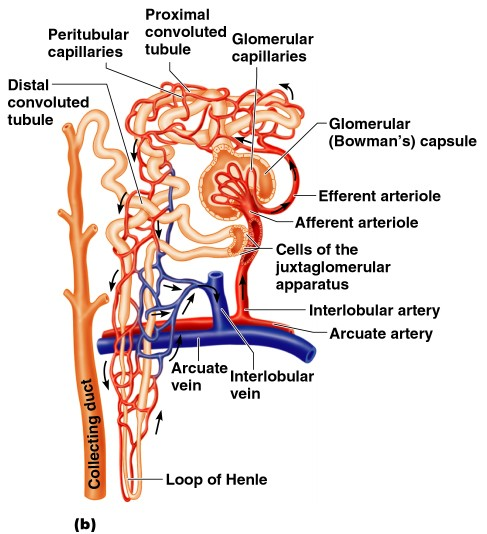 Proximal
convoluted
tubule
Peritubular
capillaries
Glomerular
capillaries
Distal
convoluted
tubule
Glomerular
(Bowman's) capsule
Efferent arteriole
Afferent arteriole
Cells of the
juxtaglomerular
apparatus
Interlobular artery
Arcuate artery
Arcuate
vein
Interlobular
vein
Collecting duct
Loop of Henle
(b)